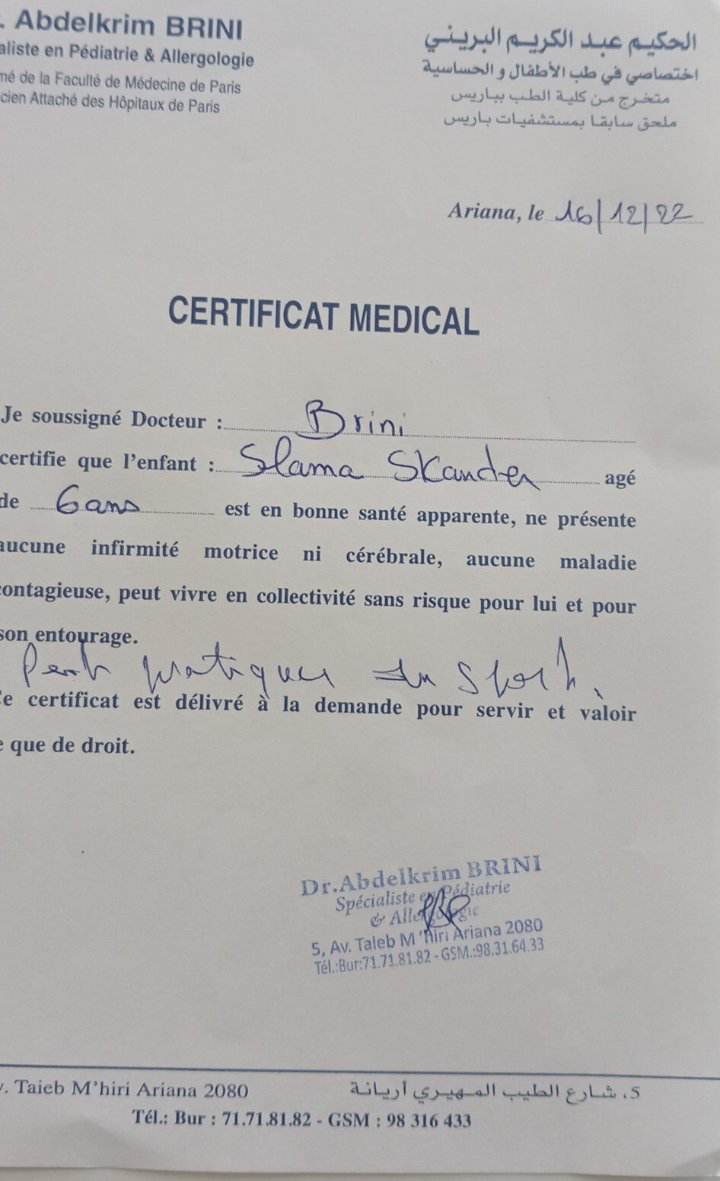 . Abdelkrim BRINI
aliste en Pédiatrie & Allergologie
mé de la Faculté de Médecine de Paris
cien Attaché des Hôpitaux de Paris
الحكيم عبد الكريم البريني
اختصاصي في طب الأطفال و الحساسية
متخرج من كلية الطب بباريس
ملحق سابقا بمستشفيات باريس
Ariana, le 16/12/22
CERTIFICAT MEDICAL
Je soussigné Docteur : Brini
certifie que l'enfant : Slama Skander agé
de 6 ans est en bonne santé apparente, ne présente
aucune infirmité motrice ni cérébrale, aucune maladie
contagieuse, peut vivre en collectivité sans risque pour lui et pour
son entourage.
Peut pratiquer du sport.
Ce certificat est délivré à la demande pour servir et valoir
e que de droit.
Dr.Abdelkrim BRINI
Spécialiste en Pédiatrie
& Allergologie
5, Av. Taieb M'hiri Ariana 2080
Tél.:Bur:71.71.81.82 - GSM.:98.31.64.33
v. Taieb M'hiri Ariana 2080
5، شارع الطيب المهيري أريانة
Tél.: Bur : 71.71.81.82 - GSM : 98 316 433